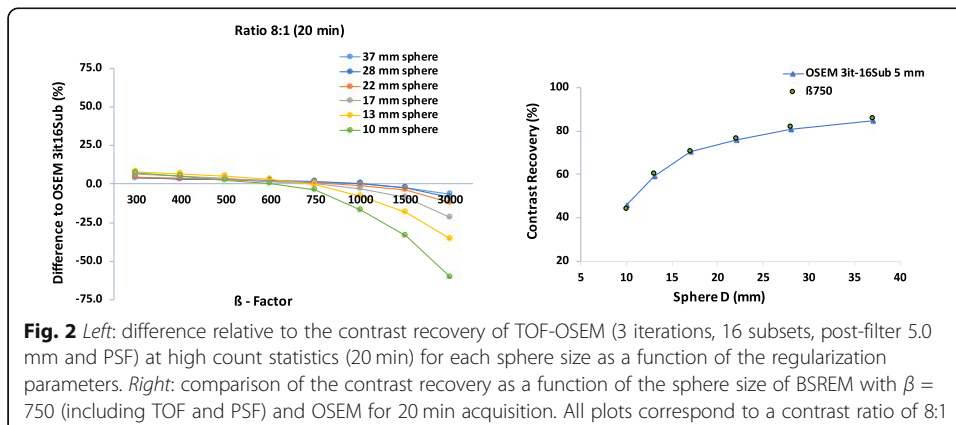 Ratio 8:1 (20 min)
75.0
50.0
25.0
0.0
-25.0
-50.0
-75.0
Difference to OSEM 3it16Sub (%)
37 mm sphere
28 mm sphere
22 mm sphere
17 mm sphere
13 mm sphere
10 mm sphere
300 400 500 600 750 1000 1500 3000
ß - Factor
OSEM 3it-16Sub 5 mm
ß750
100
80
60
40
20
Contrast Recovery (%)
5 10 15 20 25 30 35 40
Sphere D (mm)
Fig. 2 Left: difference relative to the contrast recovery of TOF-OSEM (3 iterations, 16 subsets, post-filter 5.0
mm and PSF) at high count statistics (20 min) for each sphere size as a function of the regularization
parameters. Right: comparison of the contrast recovery as a function of the sphere size of BSREM with β =
750 (including TOF and PSF) and OSEM for 20 min acquisition. All plots correspond to a contrast ratio of 8:1